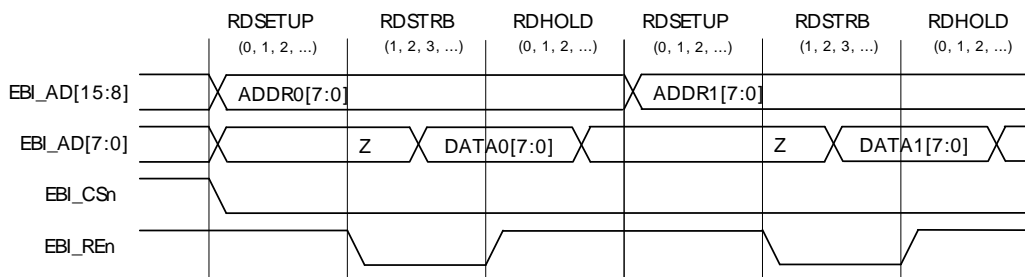 RDSETUP RDSTRB RDHOLD RDSETUP RDSTRB RDHOLD
(0, 1, 2, ...) (1, 2, 3, ...) (0, 1, 2, ...) (0, 1, 2, ...) (1, 2, 3, ...) (0, 1, 2, ...)
EBI_AD[15:8] ADDR0[7:0] ADDR1[7:0]
EBI_AD[7:0] Z DATA0[7:0] Z DATA1[7:0]
EBI_CSn
EBI_REn